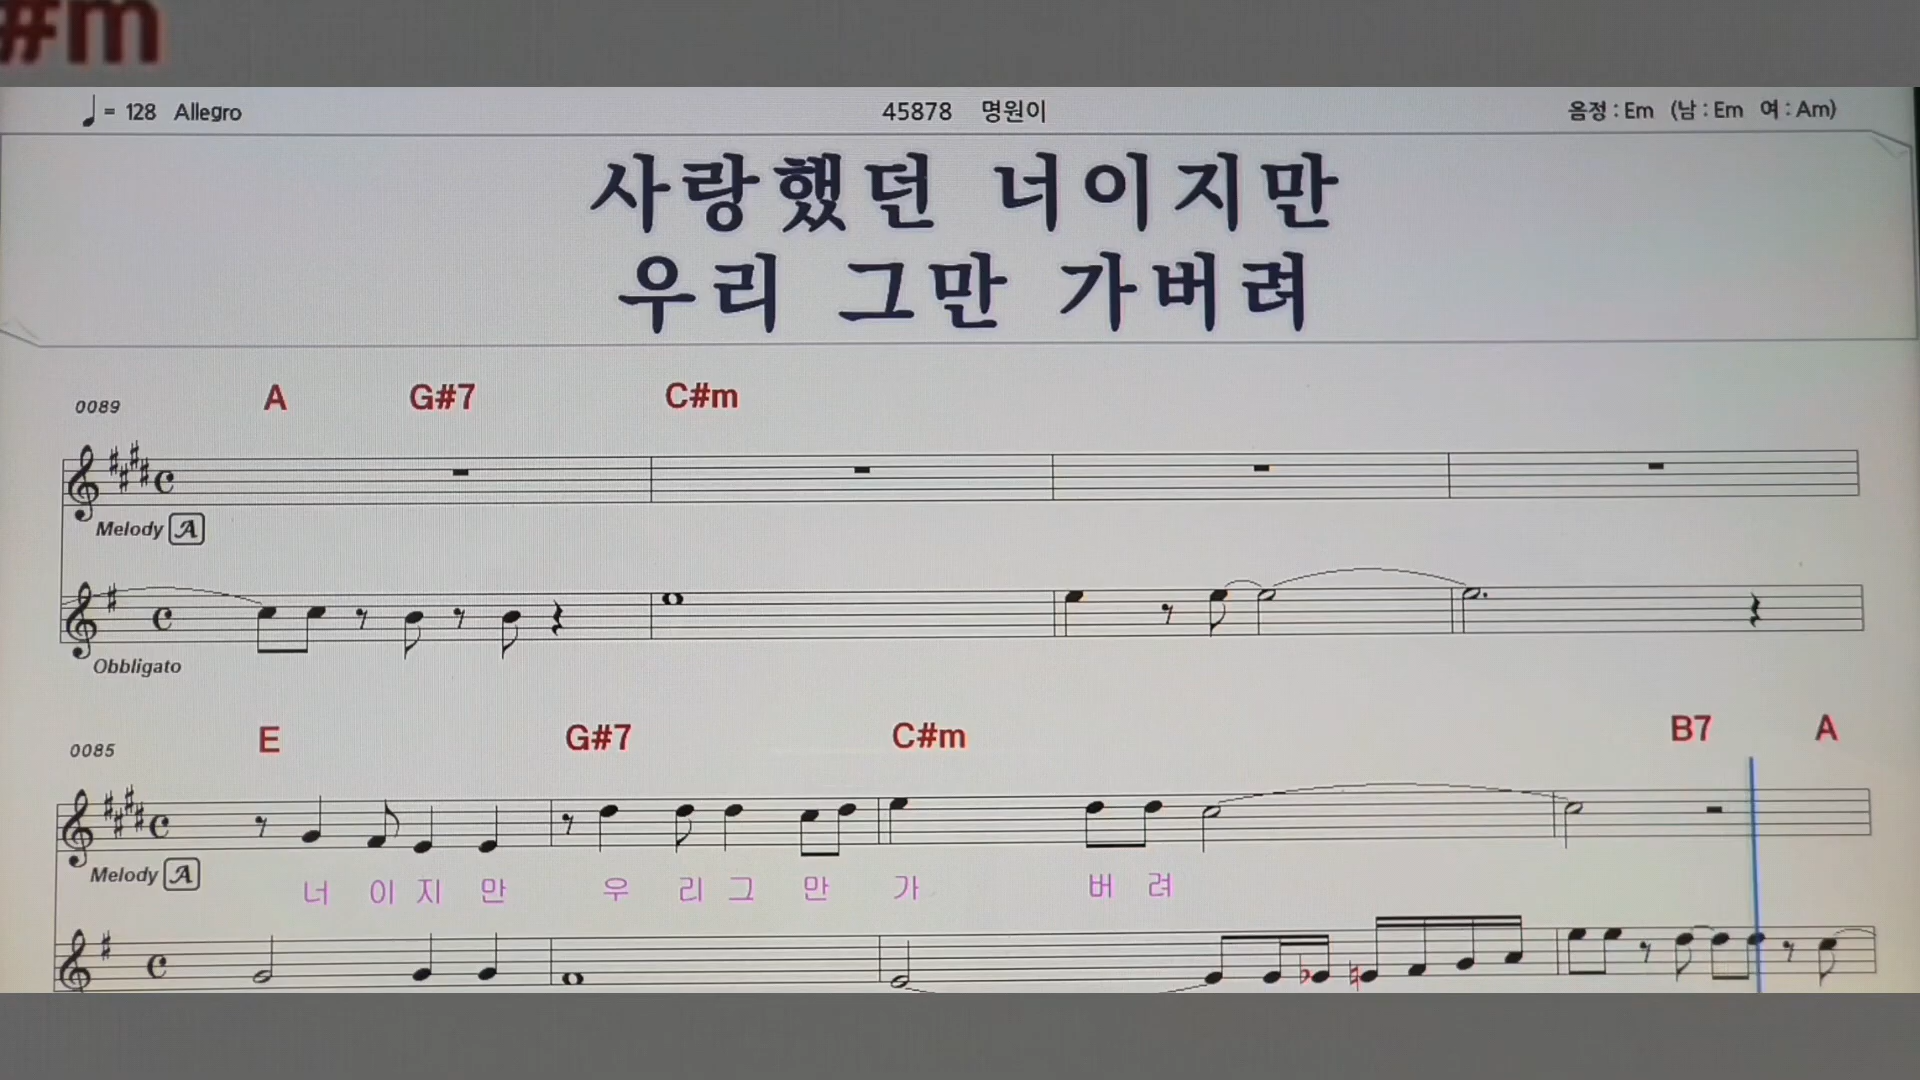 #m
♩= 128 Allegro 45878 명원이 음정 : Em (남 : Em 여 : Am)
사랑했던 너이지만
우리 그만 가버려
0089 A G#7 C#m
Melody A
Obbligato
0085 E G#7 C#m B7 A
Melody A
너 이 지 만 우 리 그 만 가 버 려